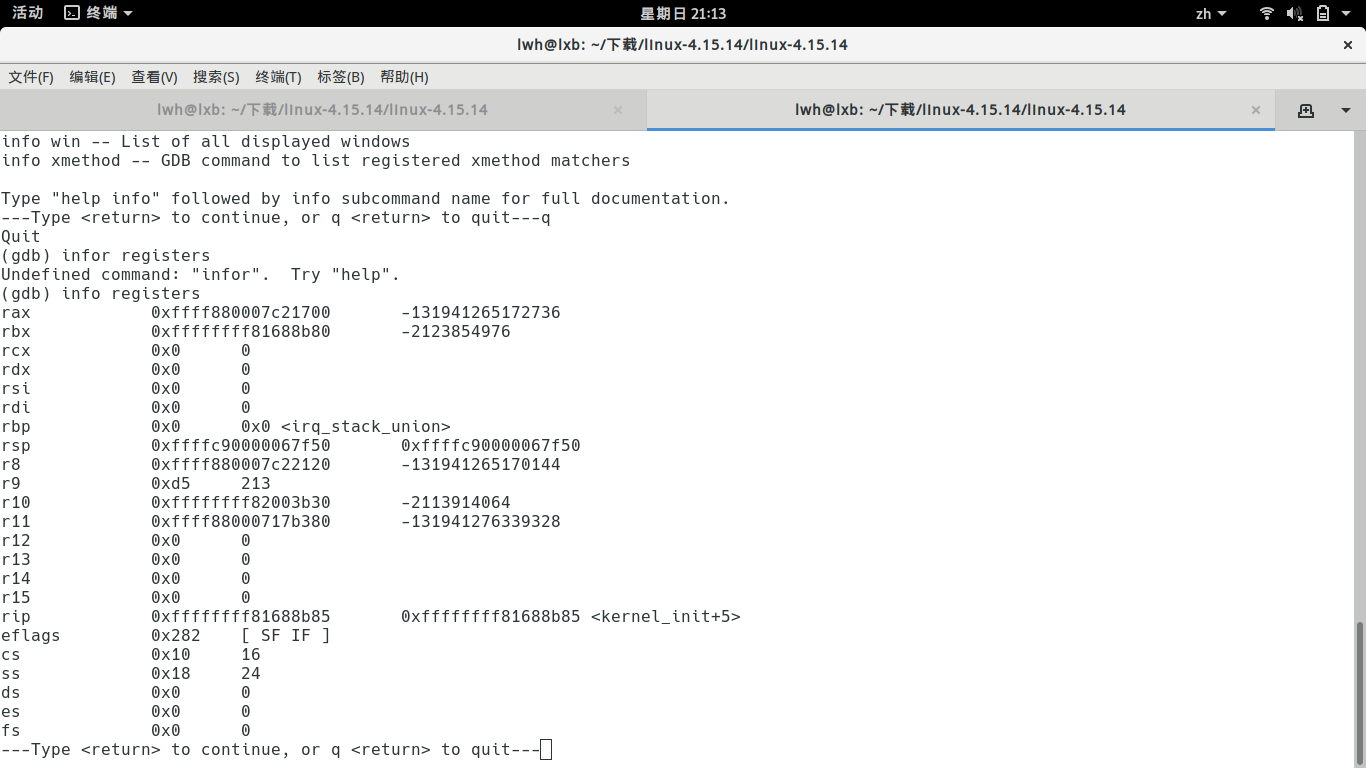 活动 终端 星期日 21:13 zh
lwh@lxb: ~/下载/linux-4.15.14/linux-4.15.14
文件(F) 编辑(E) 查看(V) 搜索(S) 终端(T) 标签(B) 帮助(H)
lwh@lxb: ~/下载/linux-4.15.14/linux-4.15.14 lwh@lxb: ~/下载/linux-4.15.14/linux-4.15.14
info win -- List of all displayed windows
info xmethod -- GDB command to list registered xmethod matchers
Type "help info" followed by info subcommand name for full documentation.
---Type <return> to continue, or q <return> to quit---q
Quit
(gdb) infor registers
Undefined command: "infor".  Try "help".
(gdb) info registers
rax            0xffff880007c21700       -131941265172736
rbx            0xffffffff81688b80       -2123854976
rcx            0x0      0
rdx            0x0      0
rsi            0x0      0
rdi            0x0      0
rbp            0x0      0x0 <irq_stack_union>
rsp            0xffffc90000067f50       0xffffc90000067f50
r8             0xffff880007c22120       -131941265170144
r9             0xd5     213
r10            0xffffffff82003b30       -2113914064
r11            0xffff88000717b380       -131941276339328
r12            0x0      0
r13            0x0      0
r14            0x0      0
r15            0x0      0
rip            0xffffffff81688b85       0xffffffff81688b85 <kernel_init+5>
eflags         0x282    [ SF IF ]
cs             0x10     16
ss             0x18     24
ds             0x0      0
es             0x0      0
fs             0x0      0
---Type <return> to continue, or q <return> to quit---